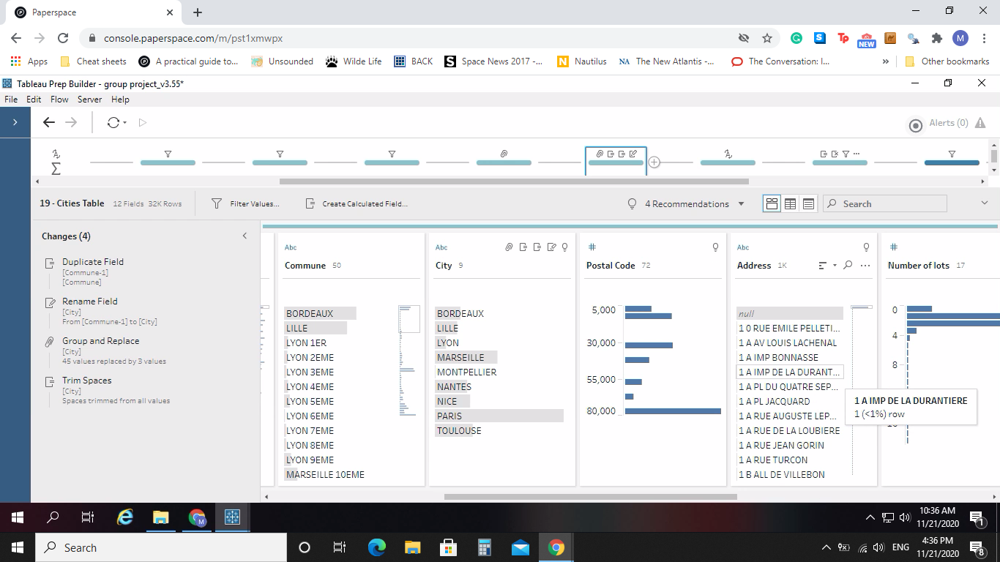 Paperspace
console.paperspace.com/m/pst1xmwpx
M
NEW
Apps
Cheat sheets
A practical guide to...
Unsounded
Wilde Life
BACK
Space News 2017 -...
Nautilus
NA The New Atlantis -...
The Conversation: I...
Other bookmarks
Tableau Prep Builder - group project_v3.55*
File Edit Flow Server Help
Alerts (0)
19 - Cities Table 12 Fields 32K Rows
Filter Values...
Create Calculated Field...
4 Recommendations
Search
Changes (4)
Duplicate Field
[Commune-1]
[Commune]
Rename Field
[City]
From [Commune-1] to [City]
Group and Replace
[City]
45 values replaced by 3 values
Trim Spaces
[City]
Spaces trimmed from all values
Abc
Commune 50
BORDEAUX
LILLE
LYON 1ER
LYON 2EME
LYON 3EME
LYON 4EME
LYON 5EME
LYON 6EME
LYON 7EME
LYON 8EME
LYON 9EME
MARSEILLE 10EME
Abc
City 9
BORDEAUX
LILLE
LYON
MARSEILLE
MONTPELLIER
NANTES
NICE
PARIS
TOULOUSE
#
Postal Code 72
5,000
30,000
55,000
80,000
Abc
Address 1K
null
1 0 RUE EMILE PELLETI...
1 A AV LOUIS LACHENAL
1 A IMP BONNASSE
1 A IMP DE LA DURANT...
1 A PL DU QUATRE SEP...
1 A PL JACQUARD
1 A RUE AUGUSTE LEP...
1 A RUE DE LA LOUBIERE
1 A RUE JEAN GORIN
1 A RUE TURCON
1 B ALL DE VILLEBON
1 A IMP DE LA DURANTIERE
1 (<1%) row
#
Number of lots 17
0
4
8
10:36 AM
11/21/2020
1
Search
ENG
4:36 PM
11/21/2020
8